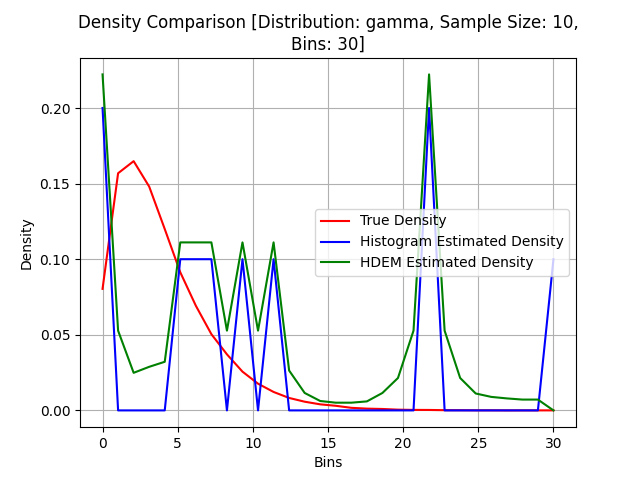 Density Comparison [Distribution: gamma, Sample Size: 10,
Bins: 30]
Density
0.20
0.15
0.10
0.05
0.00
True Density
Histogram Estimated Density
HDEM Estimated Density
0 5 10 15 20 25 30
Bins